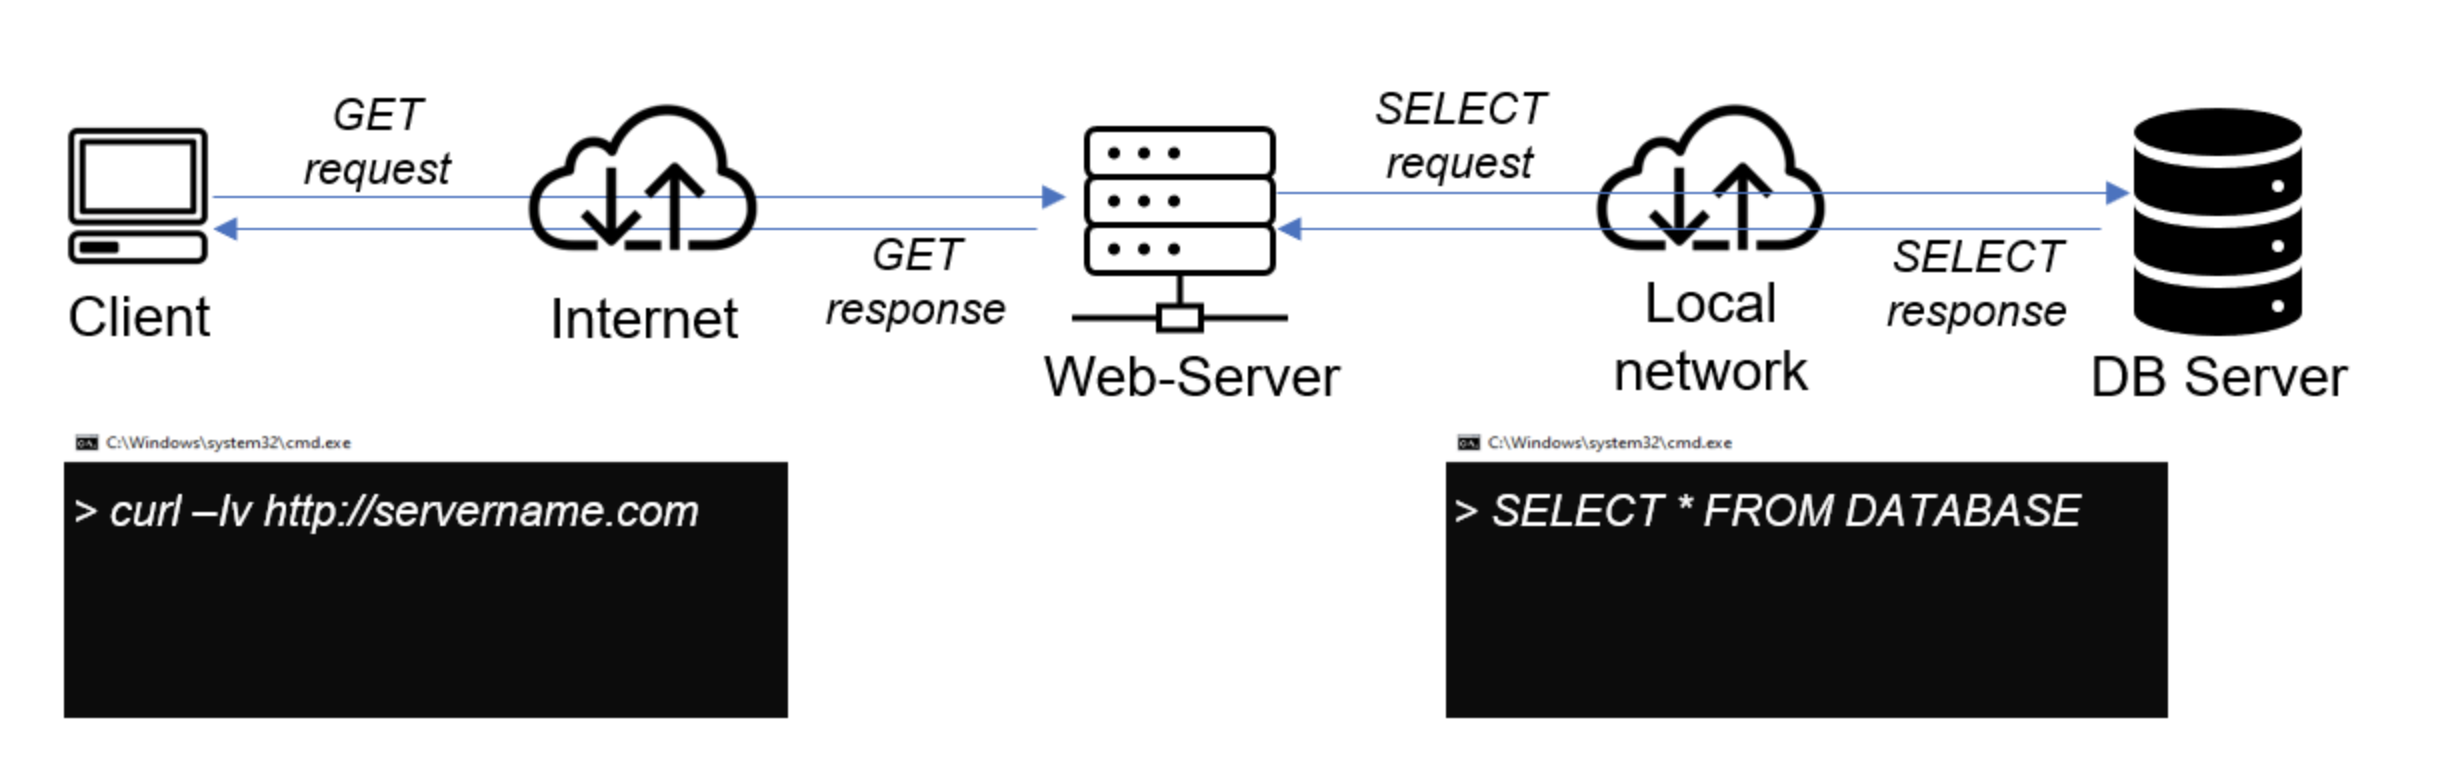 GET
request
SELECT
request
GET
response
SELECT
response
Client
Internet
Web-Server
Local
network
DB Server
C:\Windows\system32\cmd.exe
> curl –lv http://servername.com
C:\Windows\system32\cmd.exe
> SELECT * FROM DATABASE